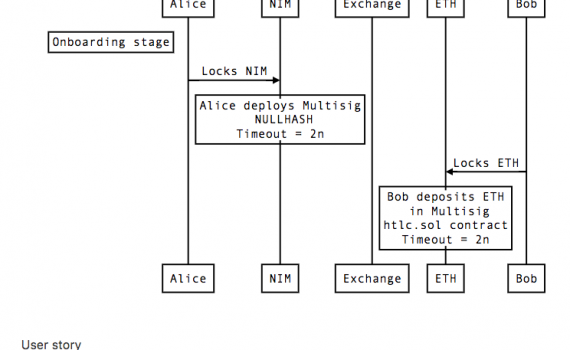 Alice NIM Exchange ETH Bob
Onboarding stage
Locks NIM
Alice deploys Multisig
NULLHASH
Timeout = 2n
Locks ETH
Bob deposits ETH
in Multisig
htlc.sol contract
Timeout = 2n
Alice NIM Exchange ETH Bob
User story